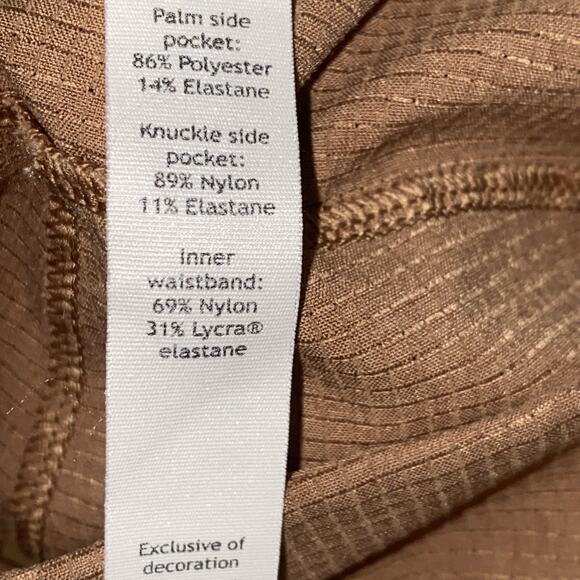 Palm side
pocket:
86% Polyester
14% Elastane
Knuckle side
pocket:
89% Nylon
11% Elastane
Inner
waistband:
69% Nylon
31% Lycra®
elastane
Exclusive of
decoration